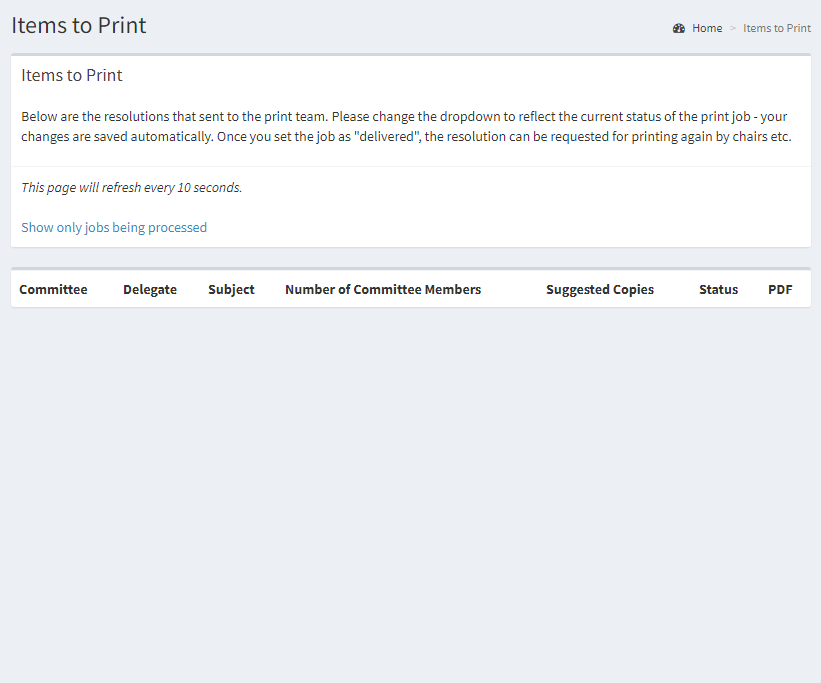 Items to Print
Home > Items to Print
Items to Print
Below are the resolutions that sent to the print team. Please change the dropdown to reflect the current status of the print job - your
changes are saved automatically. Once you set the job as "delivered", the resolution can be requested for printing again by chairs etc.
This page will refresh every 10 seconds.
Show only jobs being processed
Committee Delegate Subject Number of Committee Members Suggested Copies Status PDF